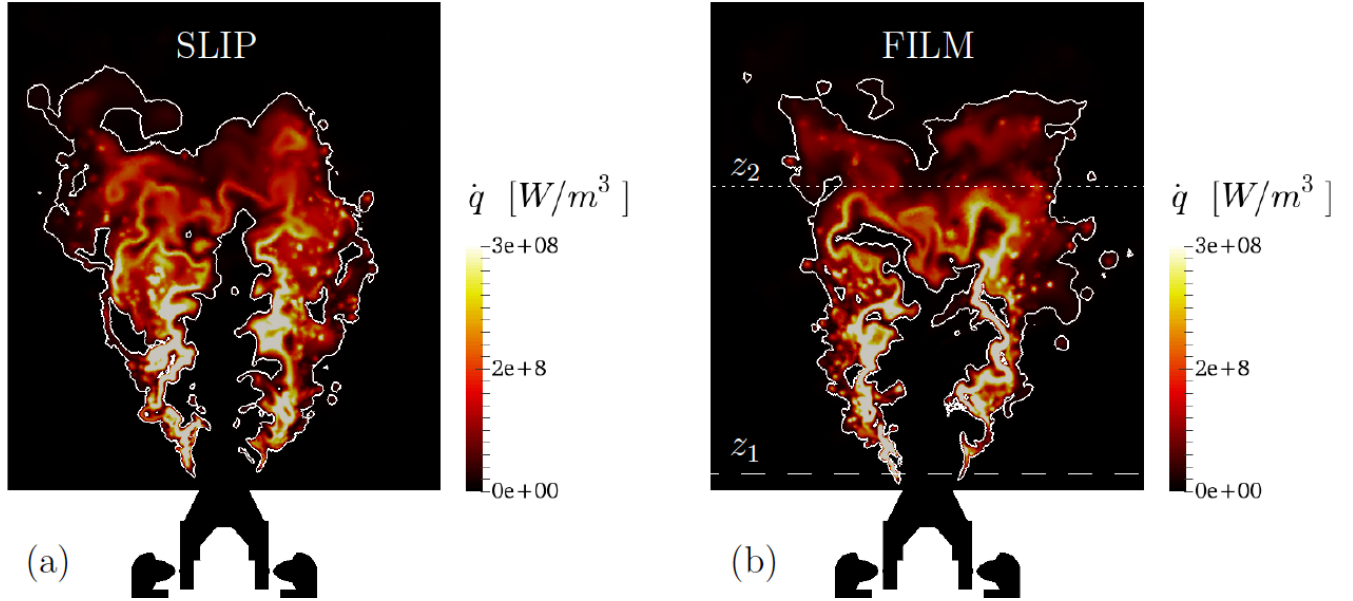 SLIP
q̇ [W/m³ ]
3e+08
2e+8
0e+00
(a)
FILM
z₂
z₁
q̇ [W/m³ ]
3e+08
2e+8
0e+00
(b)